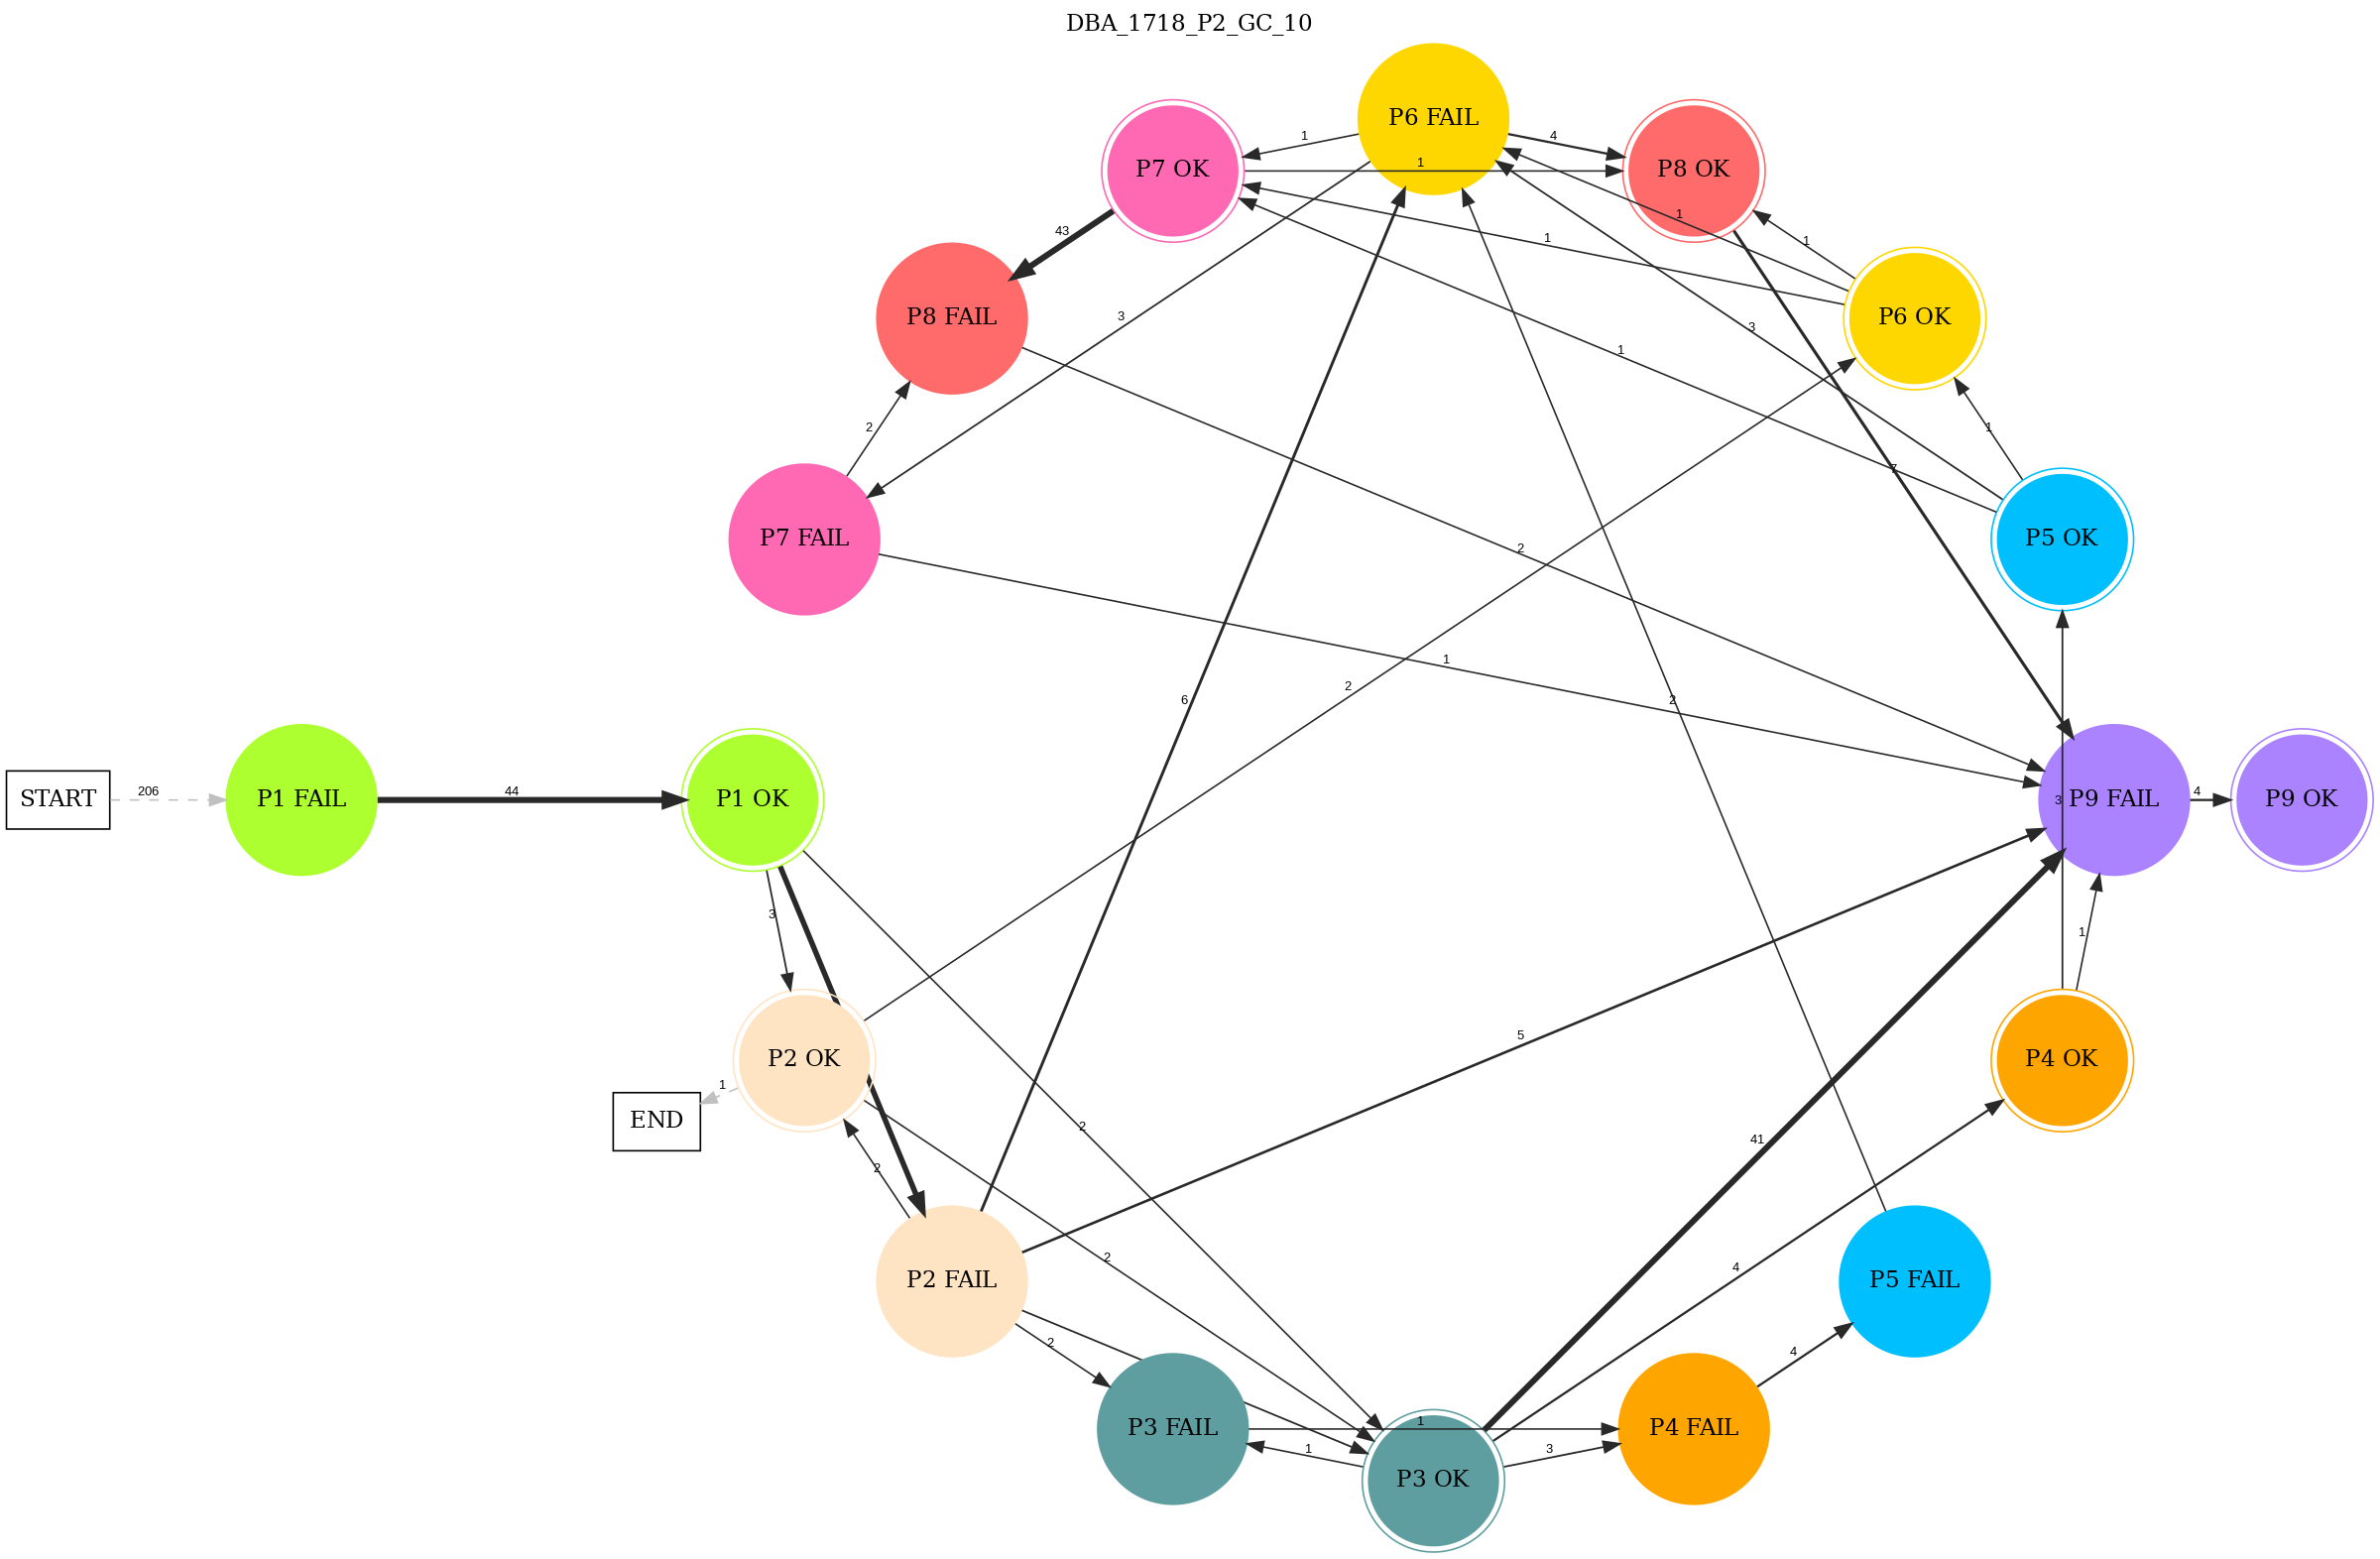 DBA_1718_P2_GC_10
P6 FAIL
1
4
P7 OK
1
P8 OK
1
43
1
1
P8 FAIL
3
3
P6 OK
1
2
1
7
P7 FAIL
2
P5 OK
1
2
6
2
START
206
P1 FAIL
44
P1 OK
3
P9 FAIL
4
P9 OK
3
1
5
P2 OK
P4 OK
1
END
2
41
2
2
4
P2 FAIL
P5 FAIL
2
4
P3 FAIL
1
P4 FAIL
1
3
P3 OK